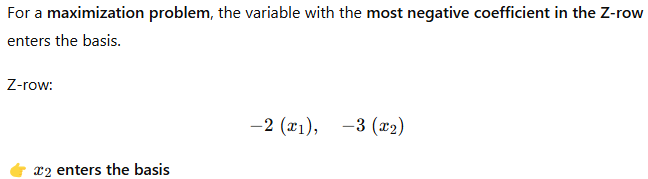 For a maximization problem, the variable with the most negative coefficient in the Z-row
enters the basis.
Z-row:
−2 (x₁), −3 (x₂)
👉 x₂ enters the basis